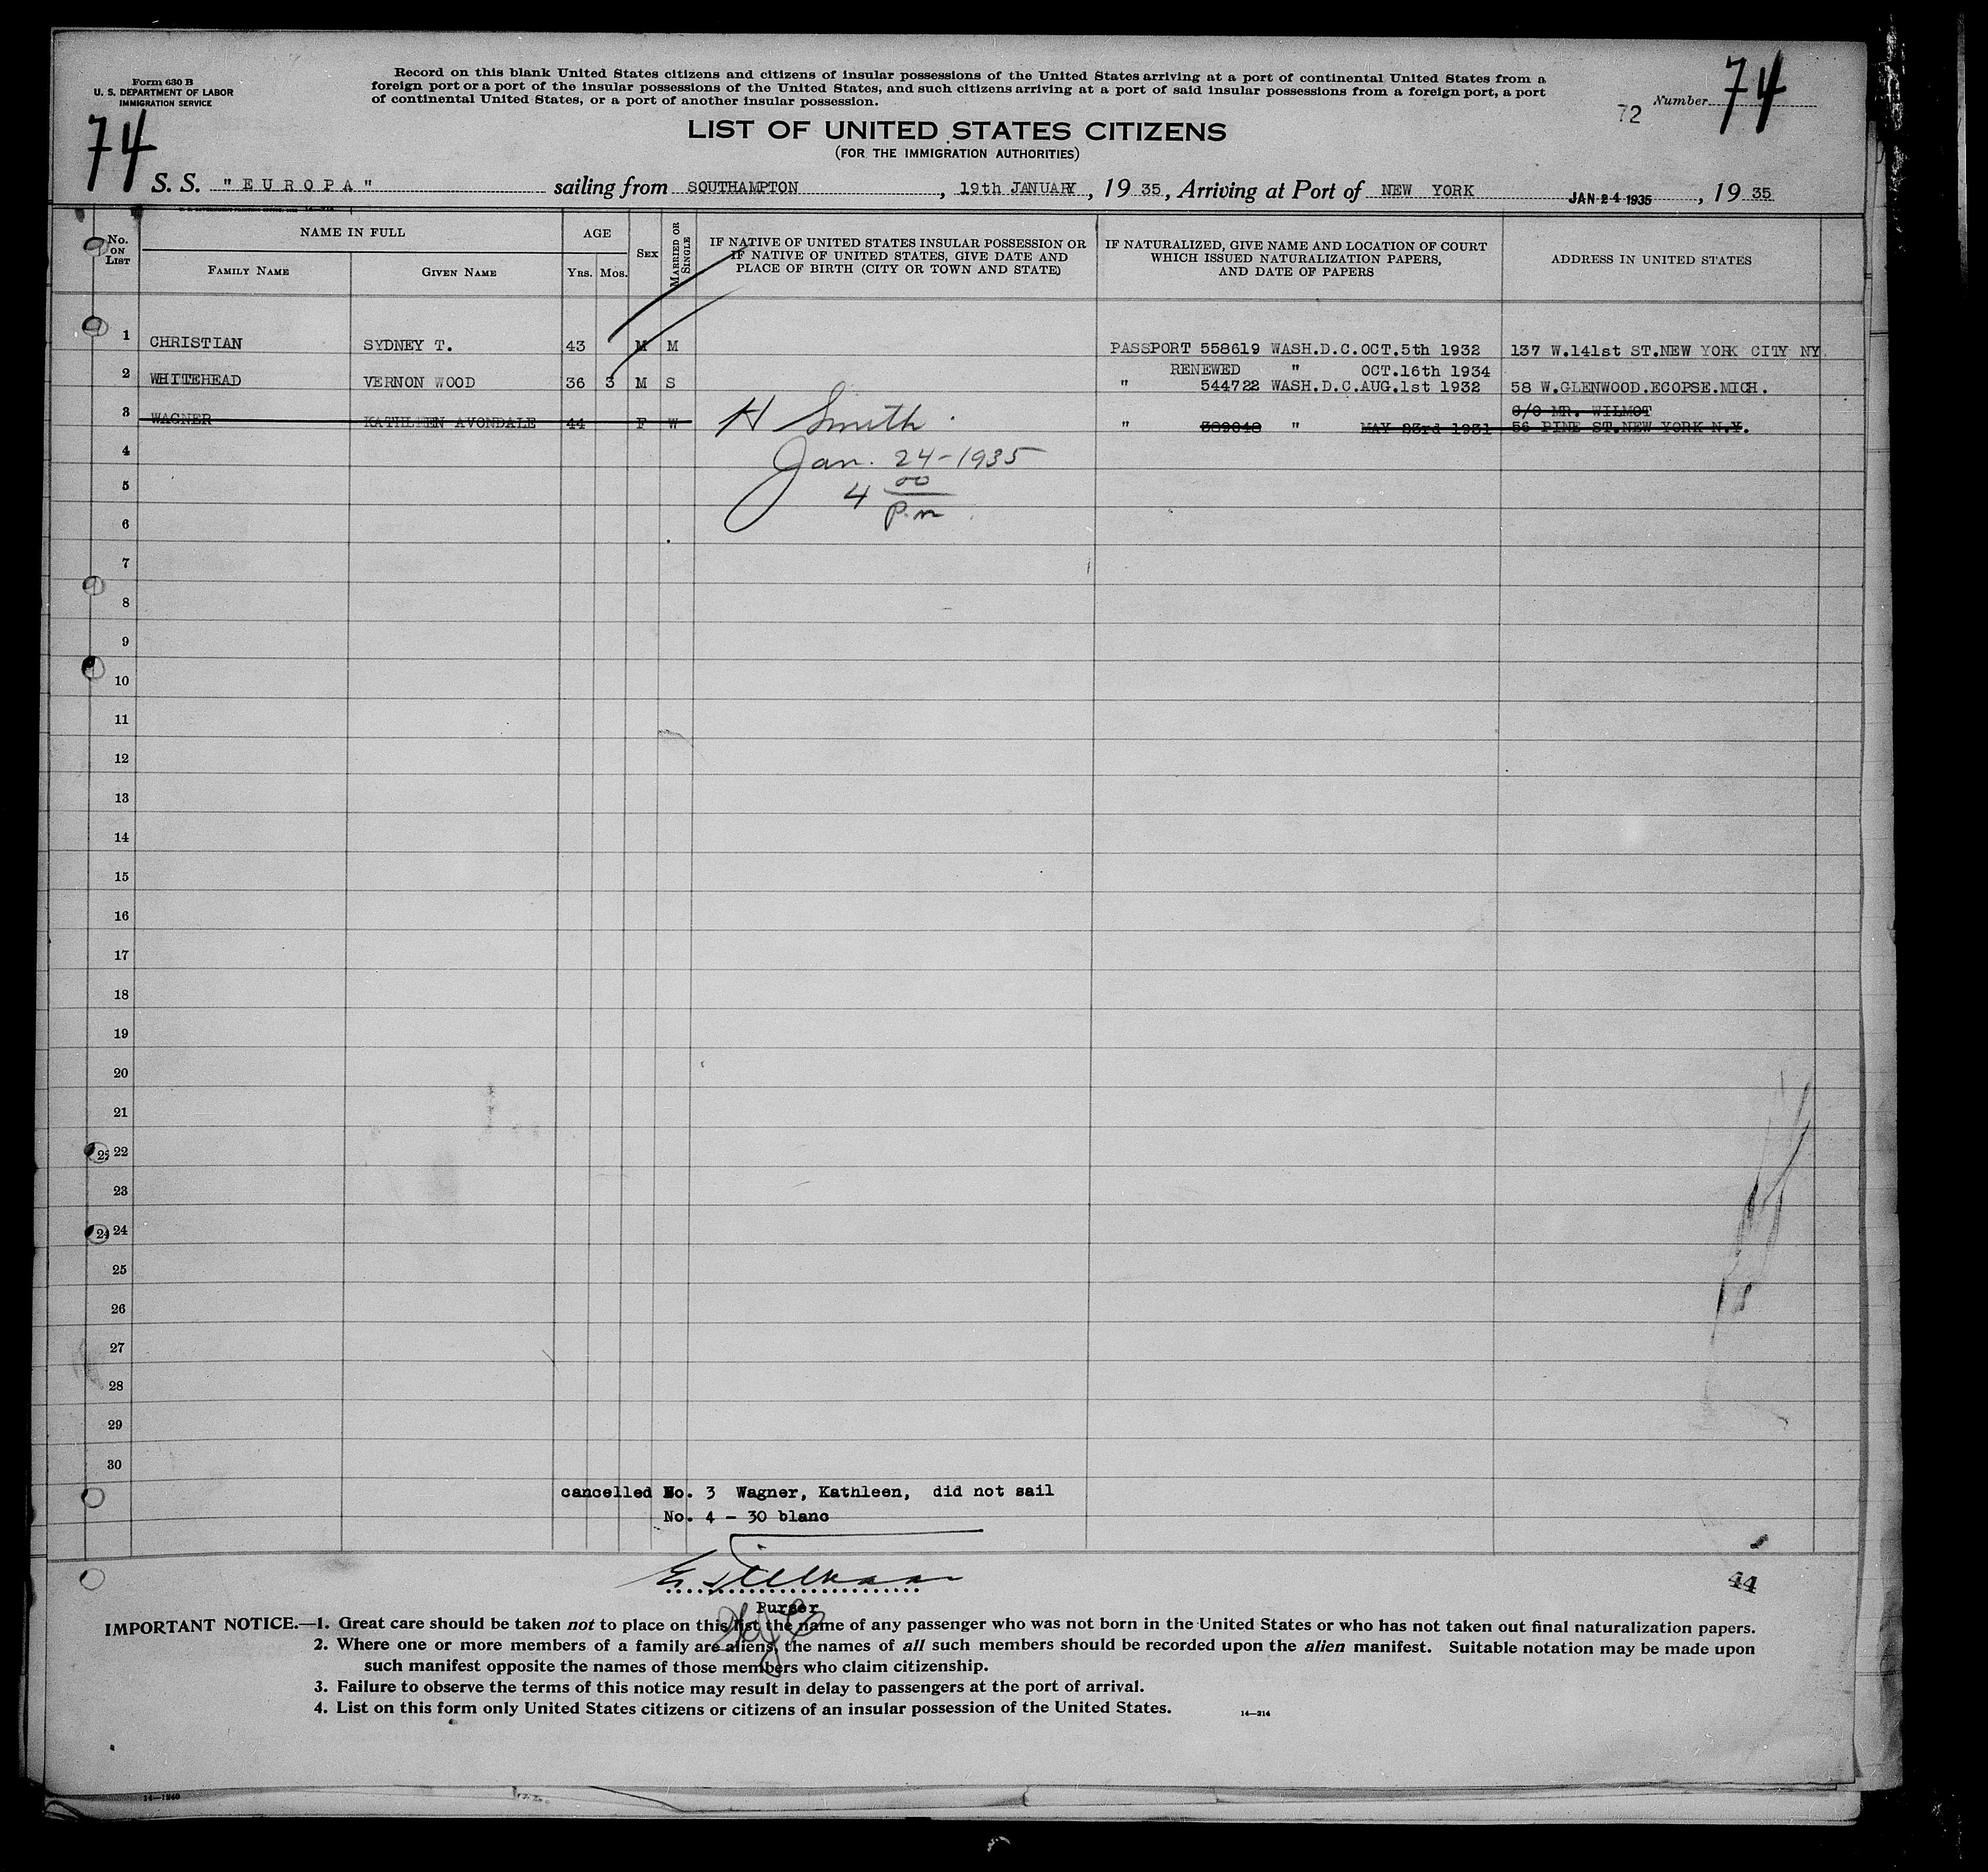 Form 630 B
U. S. DEPARTMENT OF LABOR
IMMIGRATION SERVICE
Record on this blank United States citizens and citizens of insular possessions of the United States arriving at a port of continental United States from a
foreign port or a port of the insular possessions of the United States, and such citizens arriving at a port of said insular possessions from a foreign port, a port
of continental United States, or a port of another insular possession.
72 Number 74
74
LIST OF UNITED STATES CITIZENS
(FOR THE IMMIGRATION AUTHORITIES)
S. S. "EUROPA" sailing from SOUTHAMPTON, 19th JANUARY, 1935, Arriving at Port of NEW YORK JAN 24 1935, 1935
No. ON LIST
NAME IN FULL
FAMILY NAME GIVEN NAME
AGE
YRS. MOS.
SEX
MARRIED OR SINGLE
IF NATIVE OF UNITED STATES INSULAR POSSESSION OR
IF NATIVE OF UNITED STATES, GIVE DATE AND
PLACE OF BIRTH (CITY OR TOWN AND STATE)
IF NATURALIZED, GIVE NAME AND LOCATION OF COURT
WHICH ISSUED NATURALIZATION PAPERS,
AND DATE OF PAPERS
ADDRESS IN UNITED STATES
1 CHRISTIAN SYDNEY T. 43 M M PASSPORT 558619 WASH.D.C.OCT.5th 1932 137 W.141st ST.NEW YORK CITY NY
RENEWED " OCT.16th 1934
2 WHITEHEAD VERNON WOOD 36 3 M S " 544722 WASH.D.C.AUG.1st 1932 58 W.GLENWOOD.ECOPSE.MICH.
C/O MR. WILMOT
3 WAGNER KATHLEEN AVONDALE 44 F W " " MAY 23rd 1931 56 PINE ST.NEW YORK N.Y.
H Smith
Jan. 24-1935
4 00
P.m
4
5
6
7
8
9
10
11
12
13
14
15
16
17
18
19
20
21
22
23
24
25
26
27
28
29
30
cancelled No. 3 Wagner, Kathleen, did not sail
No. 4 - 30 blanc
Purser
44
IMPORTANT NOTICE.—1. Great care should be taken not to place on this list the name of any passenger who was not born in the United States or who has not taken out final naturalization papers.
2. Where one or more members of a family are aliens, the names of all such members should be recorded upon the alien manifest. Suitable notation may be made upon
such manifest opposite the names of those members who claim citizenship.
3. Failure to observe the terms of this notice may result in delay to passengers at the port of arrival.
4. List on this form only United States citizens or citizens of an insular possession of the United States.
14—214
14—1240